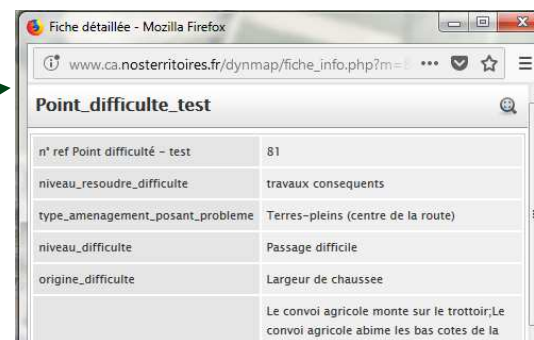 Fiche détaillée - Mozilla Firefox
www.ca.nosterritoires.fr/dynmap/fiche_info.php?m=
Point_difficulte_test
n° ref Point difficulté - test 81
niveau_resoudre_difficulte travaux consequents
type_amenagement_posant_probleme Terres-pleins (centre de la route)
niveau_difficulte Passage difficile
origine_difficulte Largeur de chaussee
Le convoi agricole monte sur le trottoir;Le
convoi agricole abime les bas cotes de la